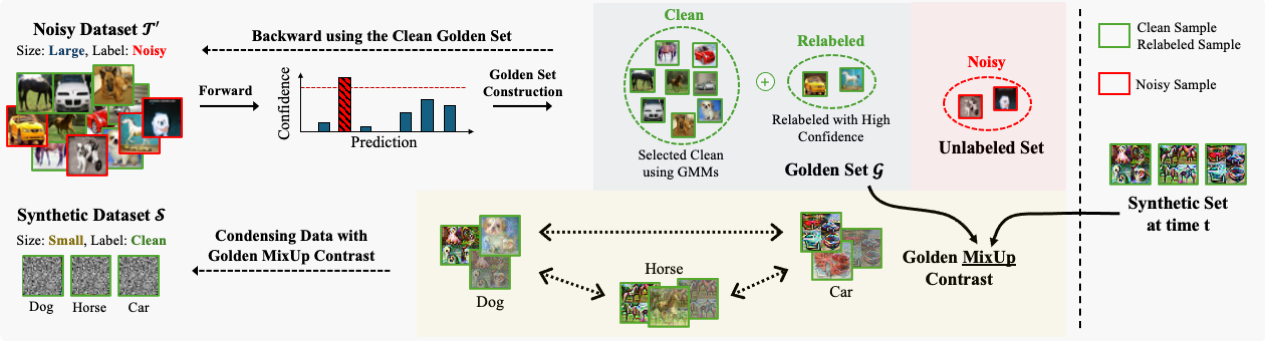 Noisy Dataset 𝒯′
Size: Large, Label: Noisy
Backward using the Clean Golden Set
Forward
Confidence
Prediction
Golden Set
Construction
Clean
Selected Clean
using GMMs
+
Relabeled
Relabeled with High
Confidence
Golden Set 𝒢
Noisy
Unlabeled Set
Clean Sample
Relabeled Sample
Noisy Sample
Synthetic Set
at time t
Synthetic Dataset 𝒮
Size: Small, Label: Clean
Dog
Horse
Car
Condensing Data with
Golden MixUp Contrast
Dog
Horse
Car
Golden MixUp
Contrast